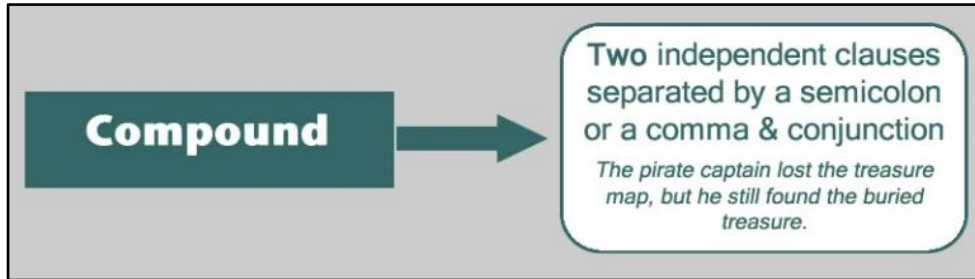 Compound
Two independent clauses
separated by a semicolon
or a comma & conjunction
The pirate captain lost the treasure
map, but he still found the buried
treasure.